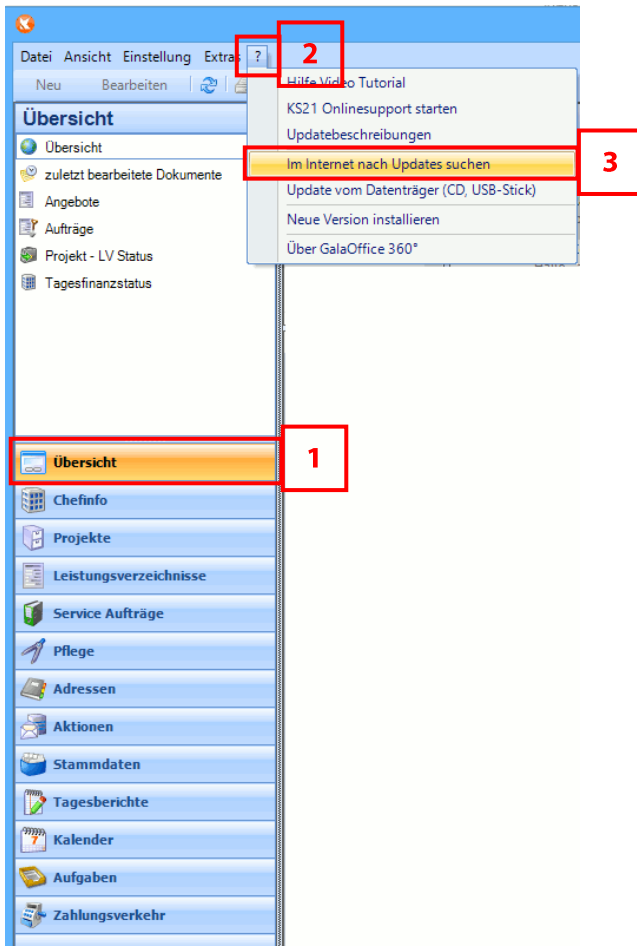 Datei Ansicht Einstellung Extras ?
2
Neu Bearbeiten
Hilfe Video Tutorial
KS21 Onlinesupport starten
Updatebeschreibungen
Im Internet nach Updates suchen
3
Update vom Datenträger (CD, USB-Stick)
Neue Version installieren
Über GalaOffice 360°
Übersicht
Übersicht
zuletzt bearbeitete Dokumente
Angebote
Aufträge
Projekt - LV Status
Tagesfinanzstatus
Übersicht
1
Chefinfo
Projekte
Leistungsverzeichnisse
Service Aufträge
Pflege
Adressen
Aktionen
Stammdaten
Tagesberichte
7
Kalender
Aufgaben
Zahlungsverkehr